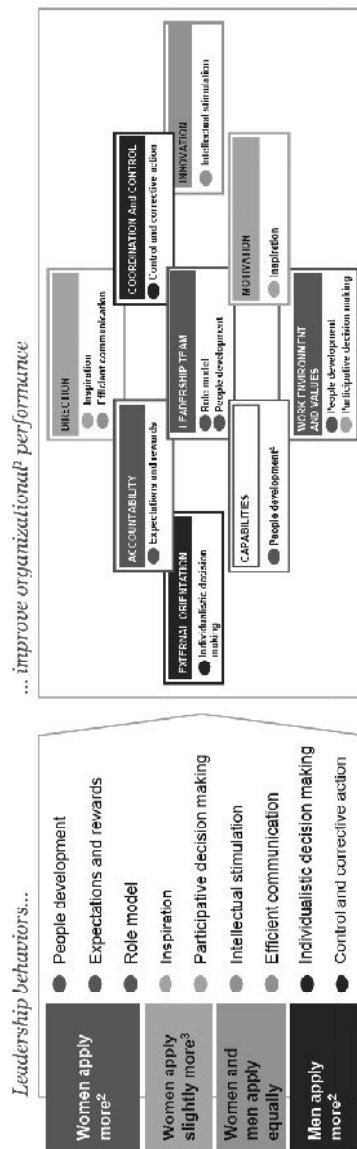 Leadership behaviors...
Women apply
more²
People development
Expectations and rewards
Role model
Women apply
slightly more³
Inspiration
Participative decision making
Women and
men apply
equally
Intellectual stimulation
Efficient communication
Men apply
more²
Individualistic decision making
Control and corrective action
... improve organizational¹ performance
DIRECTION
Inspiration
Efficient communication
ACCOUNTABILITY
Expectations and rewards
COORDINATION And CONTROL
Control and corrective action
EXTERNAL ORIENTATION
Individualistic decision
making
LEADERSHIP TEAM
Role model
People development
INNOVATION
Intellectual stimulation
CAPABILITIES
People development⁴
MOTIVATION
Inspiration
WORK ENVIRONMENT
AND VALUES
People development
Participative decision making